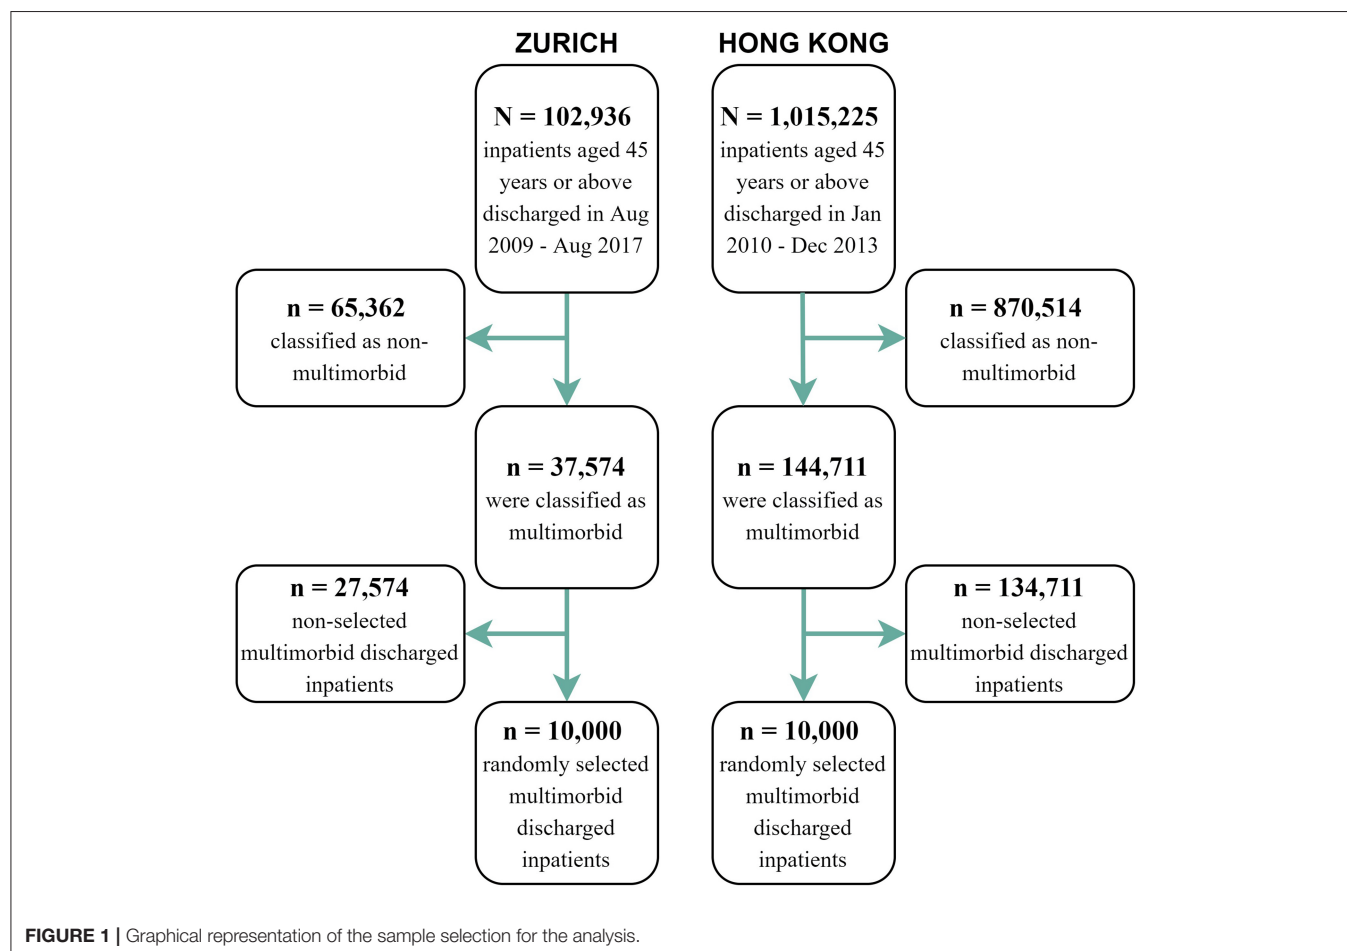 ZURICH
HONG KONG
N = 102,936
inpatients aged 45
years or above
discharged in Aug
2009 - Aug 2017
N = 1,015,225
inpatients aged 45
years or above
discharged in Jan
2010 - Dec 2013
n = 65,362
classified as non-
multimorbid
n = 870,514
classified as non-
multimorbid
n = 37,574
were classified as
multimorbid
n = 144,711
were classified as
multimorbid
n = 27,574
non-selected
multimorbid discharged
inpatients
n = 134,711
non-selected
multimorbid discharged
inpatients
n = 10,000
randomly selected
multimorbid
discharged
inpatients
n = 10,000
randomly selected
multimorbid
discharged
inpatients
FIGURE 1 | Graphical representation of the sample selection for the analysis.